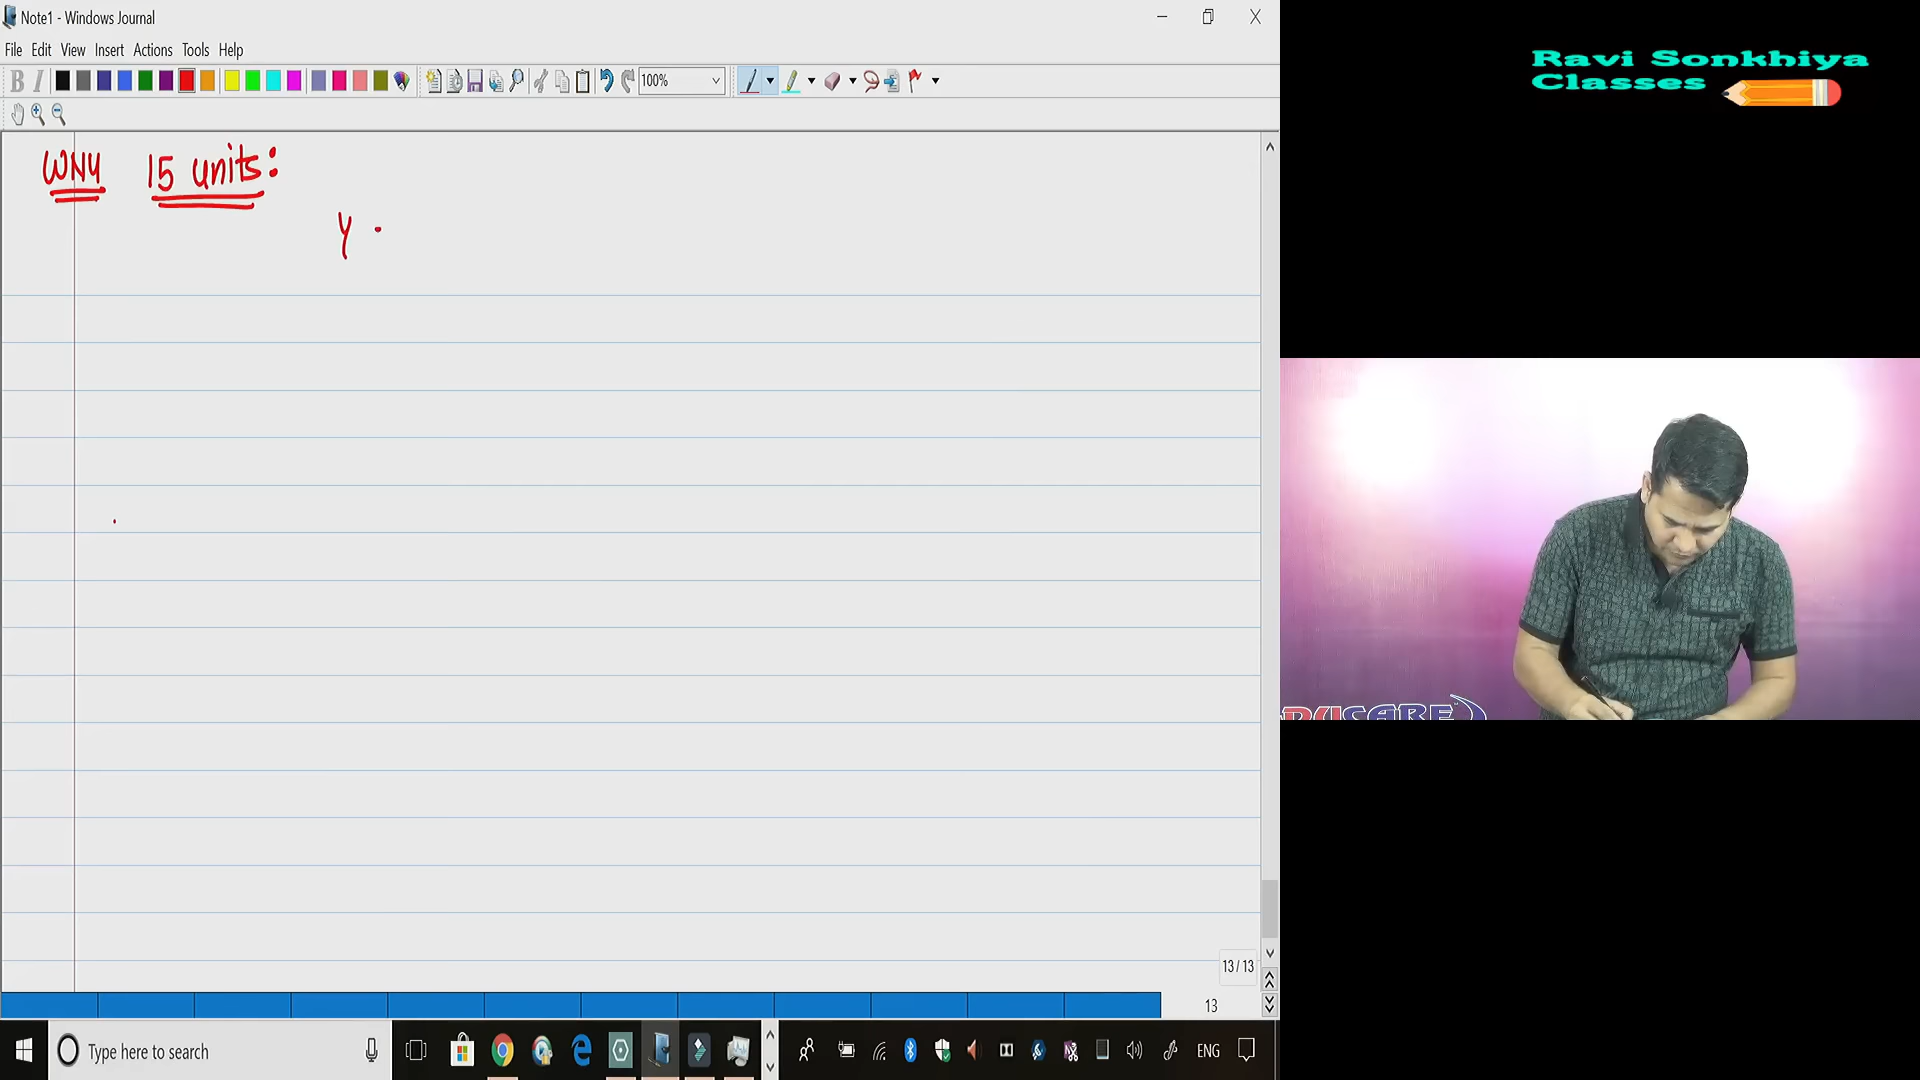 Note1 - Windows Journal
File Edit View Insert Actions Tools Help
B I 100%
Ravi Sonkhiya
Classes
WNY 15 units:
Y
13 / 13
13
Type here to search
ENG